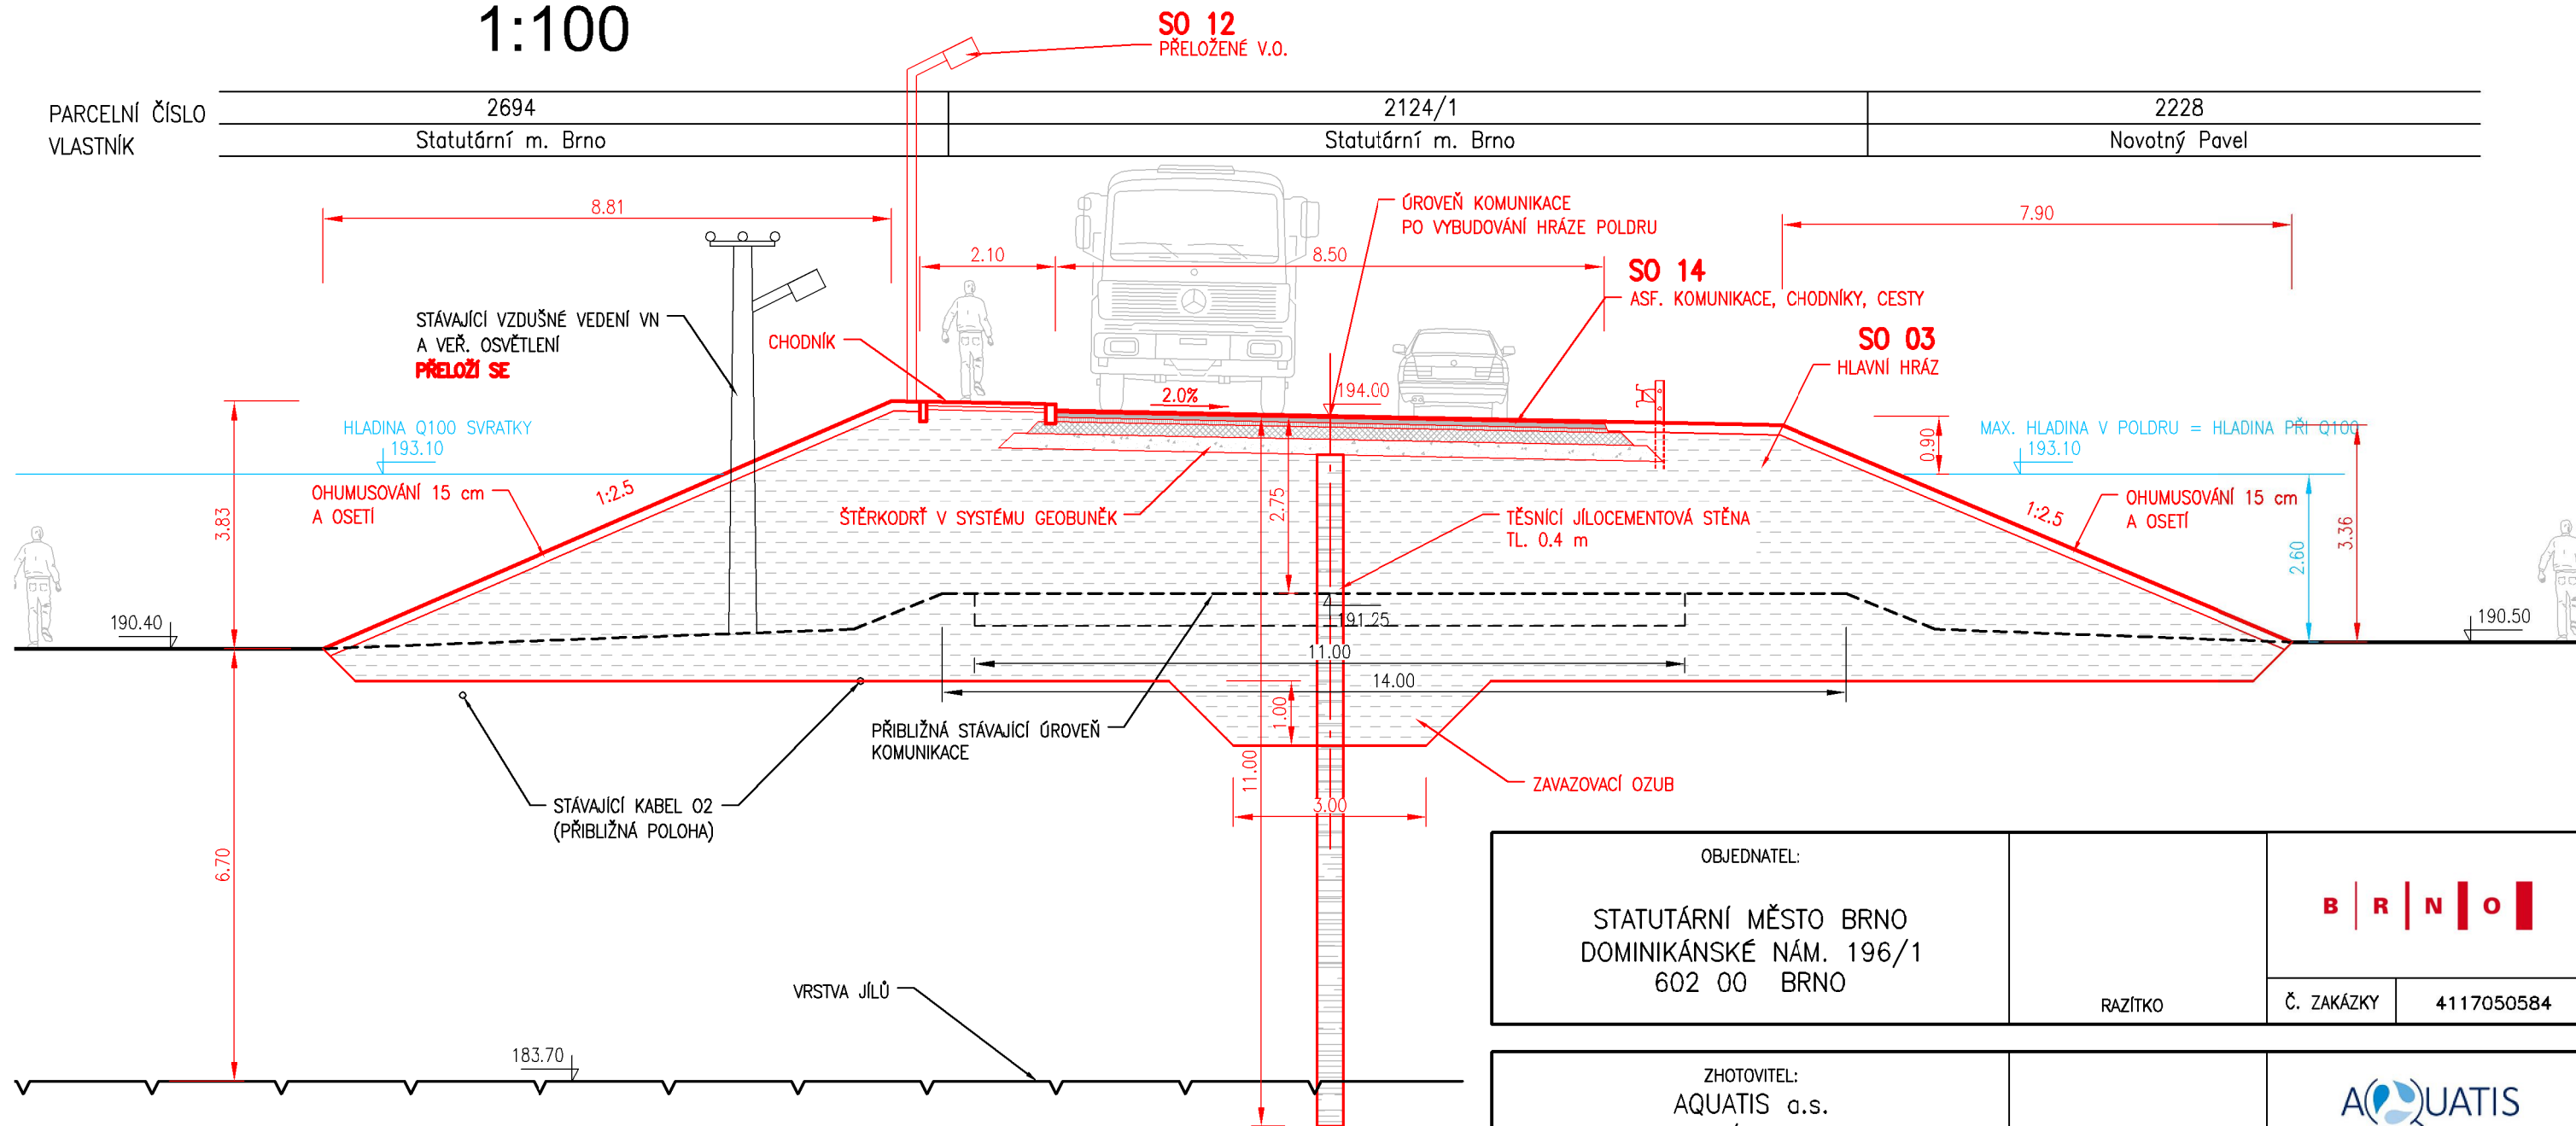 1:100
SO 12
PŘELOŽENÉ V.O.
PARCELNÍ ČÍSLO
2694
2124/1
2228
VLASTNÍK
Statutární m. Brno
Statutární m. Brno
Novotný Pavel
8.81
2.10
8.50
7.90
ÚROVEŇ KOMUNIKACE
PO VYBUDOVÁNÍ HRÁZE POLDRU
SO 14
ASF. KOMUNIKACE, CHODNÍKY, CESTY
STÁVAJÍCÍ VZDUŠNÉ VEDENÍ VN
A VEŘ. OSVĚTLENÍ
PŘELOŽÍ SE
CHODNÍK
SO 03
HLAVNÍ HRÁZ
2.0%
194.00
HLADINA Q100 SVRATKY
193.10
0.90
MAX. HLADINA V POLDRU = HLADINA PŘI Q100
193.10
OHUMUSOVÁNÍ 15 cm
A OSETÍ
1:2.5
3.83
ŠTĚRKODRŤ V SYSTÉMU GEOBUNĚK
2.75
TĚSNÍCÍ JÍLOCEMENTOVÁ STĚNA
TL. 0.4 m
1:2.5
OHUMUSOVÁNÍ 15 cm
A OSETÍ
2.60
3.36
190.40
191.25
190.50
11.00
14.00
1.00
PŘIBLIŽNÁ STÁVAJÍCÍ ÚROVEŇ
KOMUNIKACE
11.00
3.00
ZAVAZOVACÍ OZUB
STÁVAJÍCÍ KABEL O2
(PŘIBLIŽNÁ POLOHA)
6.70
VRSTVA JÍLŮ
183.70
OBJEDNATEL:
STATUTÁRNÍ MĚSTO BRNO
DOMINIKÁNSKÉ NÁM. 196/1
602 00 BRNO
RAZÍTKO
B R N O
Č. ZAKÁZKY
4117050584
ZHOTOVITEL:
AQUATIS a.s.
AQUATIS